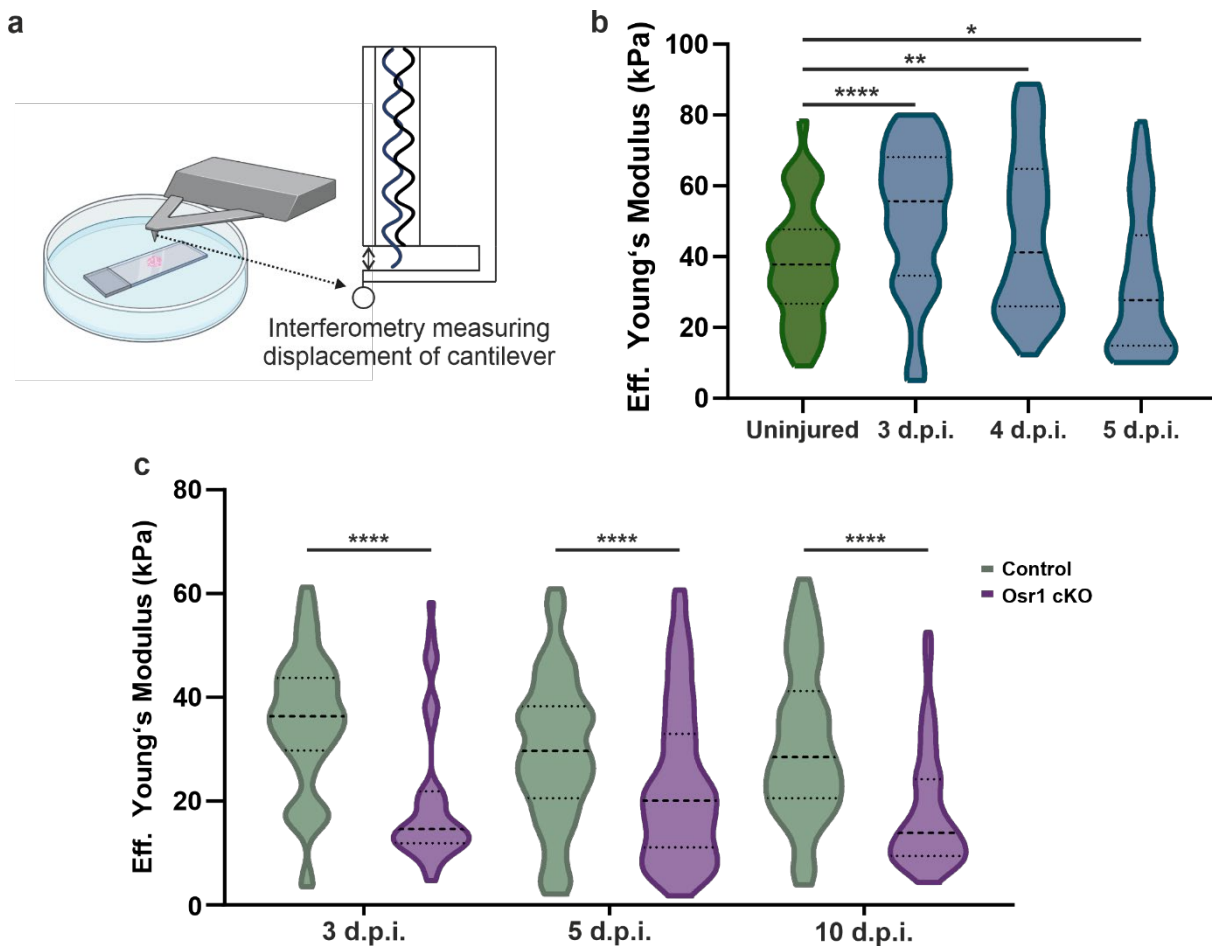 a
Interferometry measuring
displacement of cantilever
b
Eff. Young's Modulus (kPa)
100
80
60
40
20
0
*
**
****
Uninjured 3 d.p.i. 4 d.p.i. 5 d.p.i.
c
Eff. Young‘s Modulus (kPa)
80
60
40
20
0
**** **** ****
Control
Osr1 cKO
3 d.p.i. 5 d.p.i. 10 d.p.i.